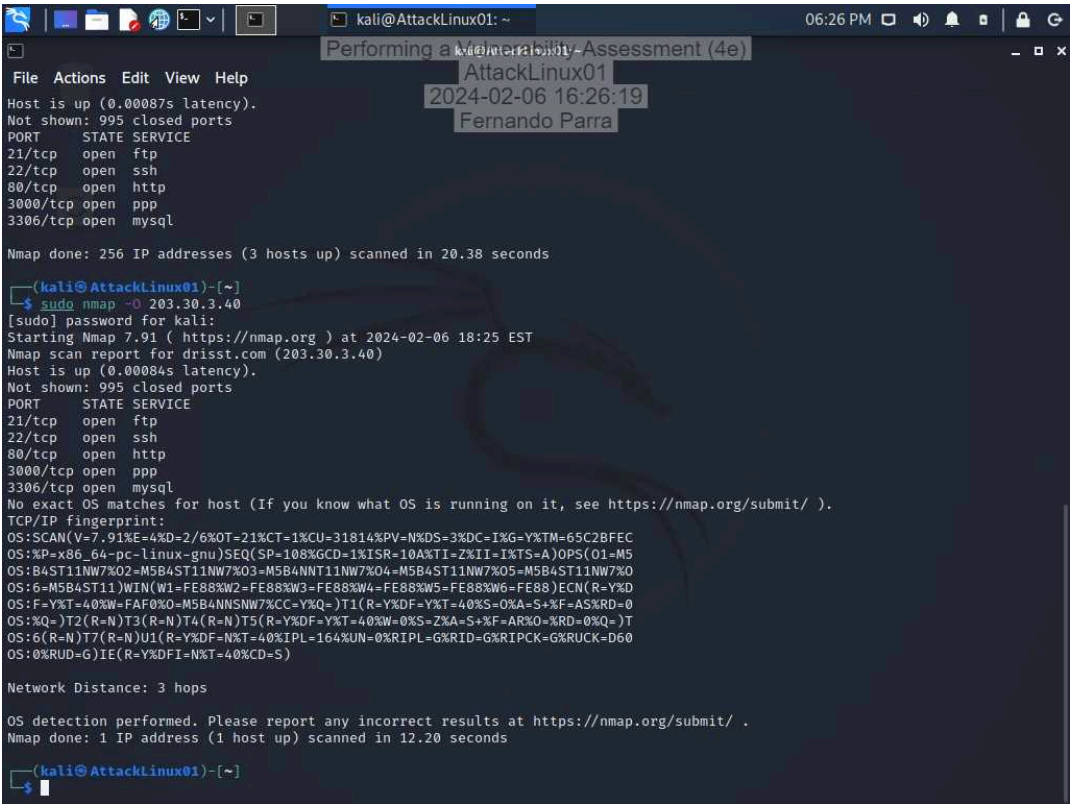 kali@AttackLinux01: ~
06:26 PM
Performing a Vulnerability Assessment (4e)
AttackLinux01
2024-02-06 16:26:19
Fernando Parra
File Actions Edit View Help
Host is up (0.00087s latency).
Not shown: 995 closed ports
PORT STATE SERVICE
21/tcp open ftp
22/tcp open ssh
80/tcp open http
3000/tcp open ppp
3306/tcp open mysql
Nmap done: 256 IP addresses (3 hosts up) scanned in 20.38 seconds
(kali㉿AttackLinux01)-[~]
$ sudo nmap -O 203.30.3.40
[sudo] password for kali:
Starting Nmap 7.91 ( https://nmap.org ) at 2024-02-06 18:25 EST
Nmap scan report for drisst.com (203.30.3.40)
Host is up (0.00084s latency).
Not shown: 995 closed ports
PORT STATE SERVICE
21/tcp open ftp
22/tcp open ssh
80/tcp open http
3000/tcp open ppp
3306/tcp open mysql
No exact OS matches for host (If you know what OS is running on it, see https://nmap.org/submit/ ).
TCP/IP fingerprint:
OS:SCAN(V=7.91%E=4%D=2/6%OT=21%CT=1%CU=31814%PV=N%DS=3%DC=I%G=Y%TM=65C2BFEC
OS:%P=x86_64-pc-linux-gnu)SEQ(SP=108%GCD=1%ISR=10A%TI=Z%II=I%TS=A)OPS(O1=M5
OS:B4ST11NW7%O2=M5B4ST11NW7%O3=M5B4NNT11NW7%O4=M5B4ST11NW7%O5=M5B4ST11NW7%O
OS:6=M5B4ST11)WIN(W1=FE88%W2=FE88%W3=FE88%W4=FE88%W5=FE88%W6=FE88)ECN(R=Y%D
OS:F=Y%T=40%W=FAF0%O=M5B4NNSNW7%CC=Y%Q=)T1(R=Y%DF=Y%T=40%S=O%A=S+%F=AS%RD=0
OS:%Q=)T2(R=N)T3(R=N)T4(R=N)T5(R=Y%DF=Y%T=40%W=0%S=Z%A=S+%F=AR%O=%RD=0%Q=)T
OS:6(R=N)T7(R=N)U1(R=Y%DF=N%T=40%IPL=164%UN=0%RIPL=G%RID=G%RIPCK=G%RUCK=D60
OS:0%RUD=G)IE(R=Y%DFI=N%T=40%CD=S)
Network Distance: 3 hops
OS detection performed. Please report any incorrect results at https://nmap.org/submit/ .
Nmap done: 1 IP address (1 host up) scanned in 12.20 seconds
(kali㉿AttackLinux01)-[~]
$